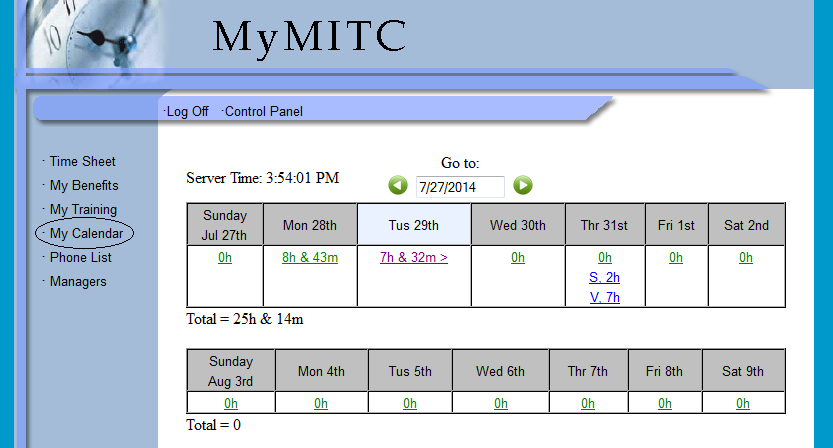 MyMITC
·Log Off ·Control Panel
· Time Sheet
· My Benefits
· My Training
· My Calendar
· Phone List
· Managers
Go to:
Server Time: 3:54:01 PM
7/27/2014
Sunday Jul 27th Mon 28th Tus 29th Wed 30th Thr 31st Fri 1st Sat 2nd
0h 8h & 43m 7h & 32m > 0h 0h 0h 0h
S, 2h
V, 7h
Total = 25h & 14m
Sunday Aug 3rd Mon 4th Tus 5th Wed 6th Thr 7th Fri 8th Sat 9th
0h 0h 0h 0h 0h 0h 0h
Total = 0